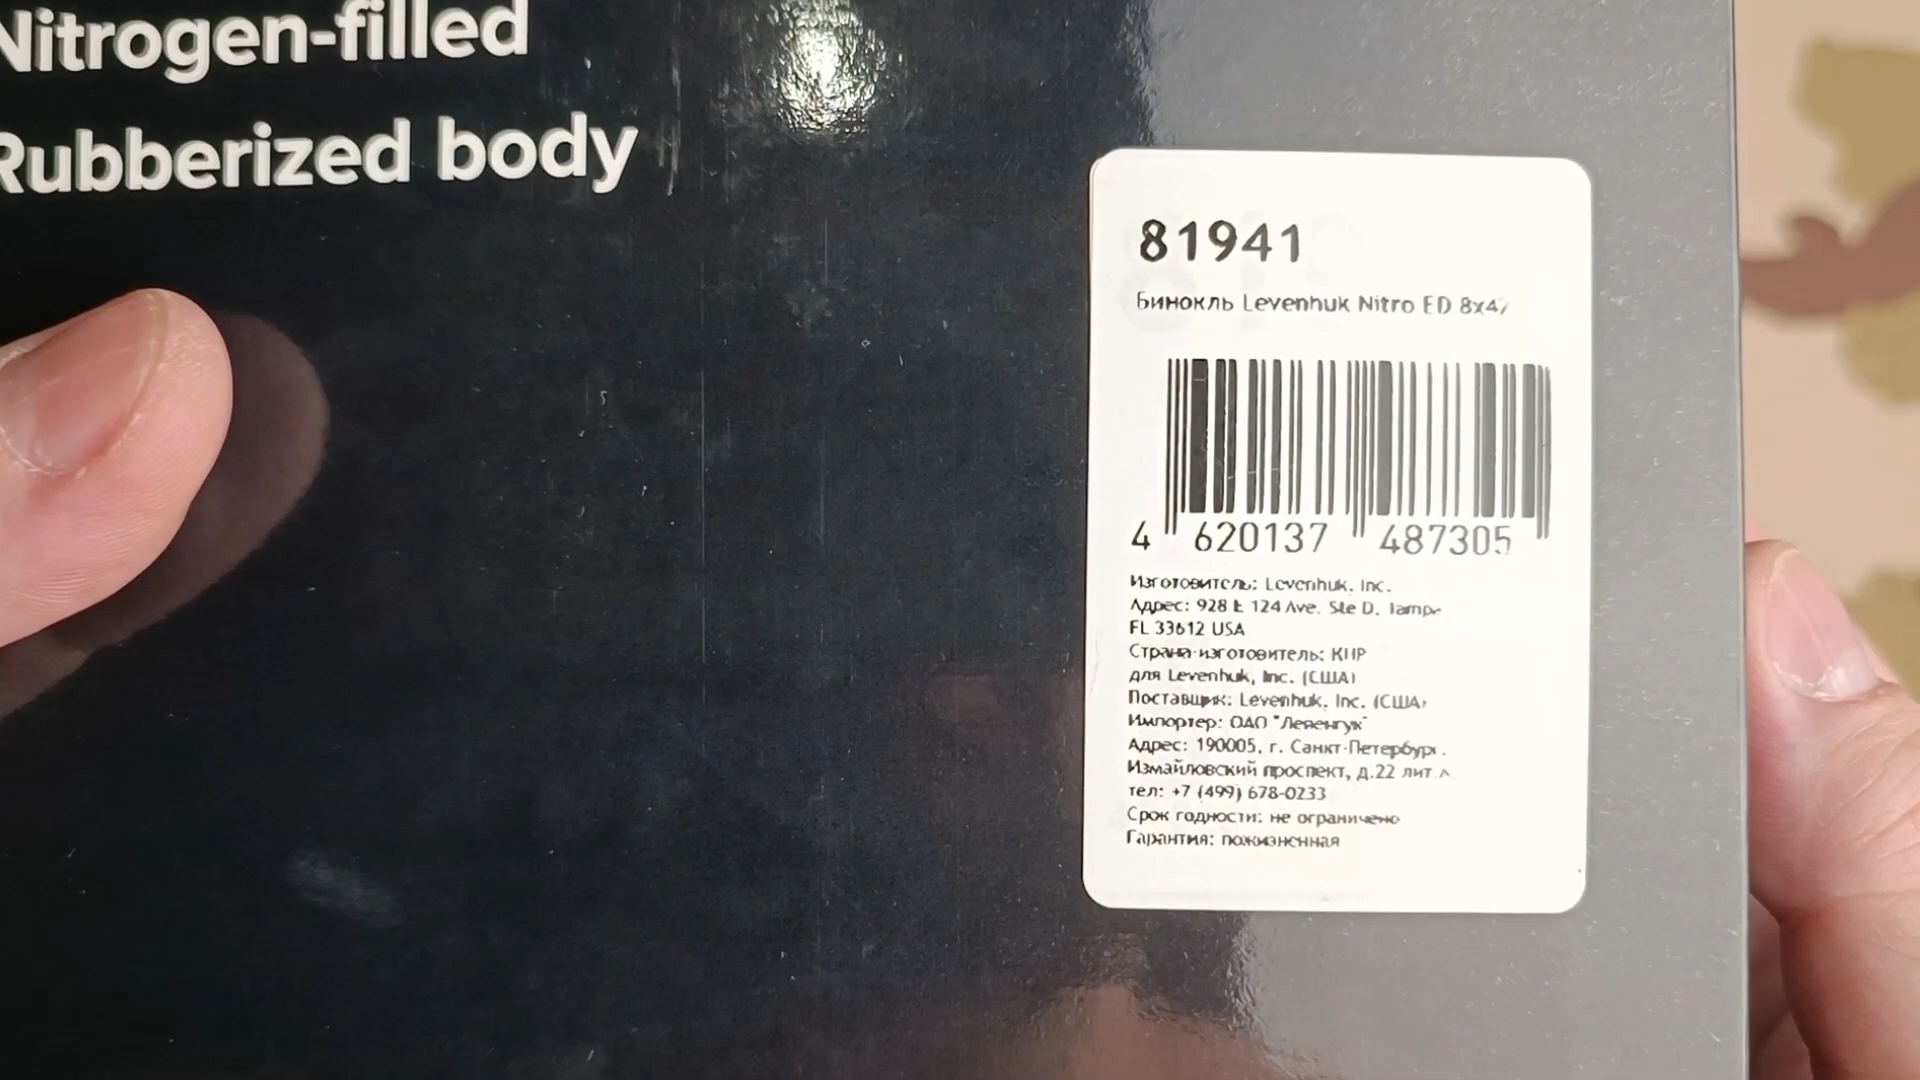 Nitrogen-filled
Rubberized body
81941
Бинокль Levenhuk Nitro ED
4 620137 487305
Изготовитель: Levenhuk, Inc.
Адрес: 928 E 124 Ave. Ste D,
FL 33612 USA
Страна-изготовитель: КНР
для Levenhuk, Inc. (США)
Поставщик: Levenhuk, Inc. (США)
Импортер: ОАО "Левенгук"
Адрес: 190005, г. Санкт-Петербург,
Измайловский проспект, д.22 лит.
тел: +7 (499) 678-0233
Срок годности: не ограничено
Гарантия: пожизненная